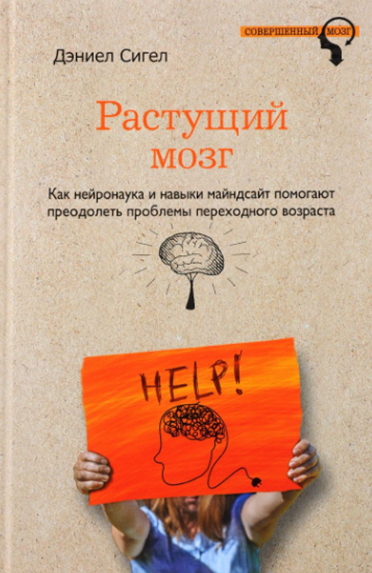 СОВЕРШЕННЫЙ МОЗГ
Дэниел Сигел
Растущий
мозг
Как нейронаука и навыки майндсайт помогают
преодолеть проблемы переходного возраста
HELP!